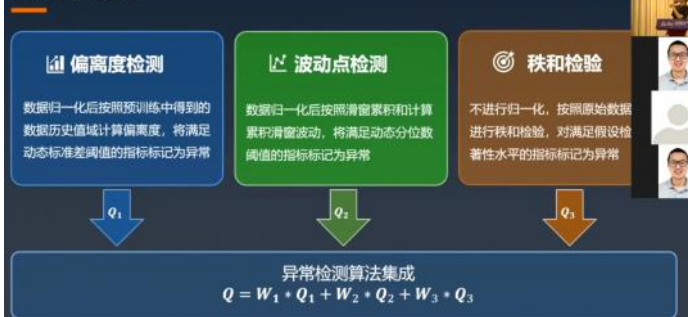 偏离度检测
数据归一化后按照预训练中得到的
数据历史值域计算偏离度，将满足
动态标准差阈值的指标标记为异常
波动点检测
数据归一化后按照滑窗累积和计算
累积滑窗波动，将满足动态分位数
阈值的指标标记为异常
秩和检验
不进行归一化，按照原始数据
进行秩和检验，对满足假设检
著性水平的指标标记为异常
Q₁
Q₂
Q₃
异常检测算法集成
Q = W₁ * Q₁ + W₂ * Q₂ + W₃ * Q₃